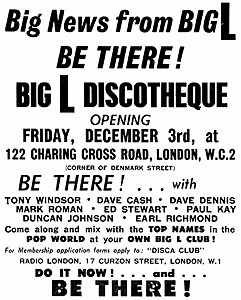 Big News from BIG L
BE THERE!
BIG L DISCOTHEQUE
OPENING
FRIDAY, DECEMBER 3rd, at
122 CHARING CROSS ROAD, LONDON, W.C.2
(CORNER OF DENMARK STREET)
BE THERE! ... with
TONY WINDSOR • DAVE CASH • DAVE DENNIS
MARK ROMAN • ED STEWART • PAUL KAY
DUNCAN JOHNSON • EARL RICHMOND
Come along and mix with the TOP NAMES in the
POP WORLD at your OWN BIG L CLUB!
For Membership application forms apply to: "DISCA CLUB"
RADIO LONDON, 17 CURZON STREET, LONDON, W.1
DO IT NOW! ... and ...
BE THERE!